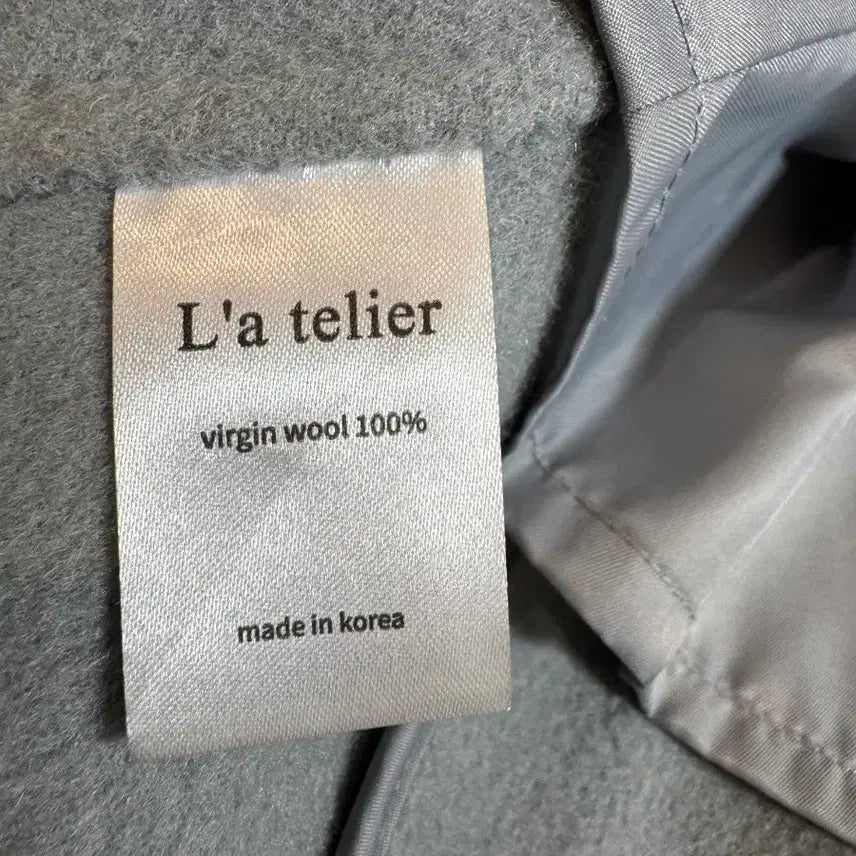 L'a telier
virgin wool 100%
made in korea